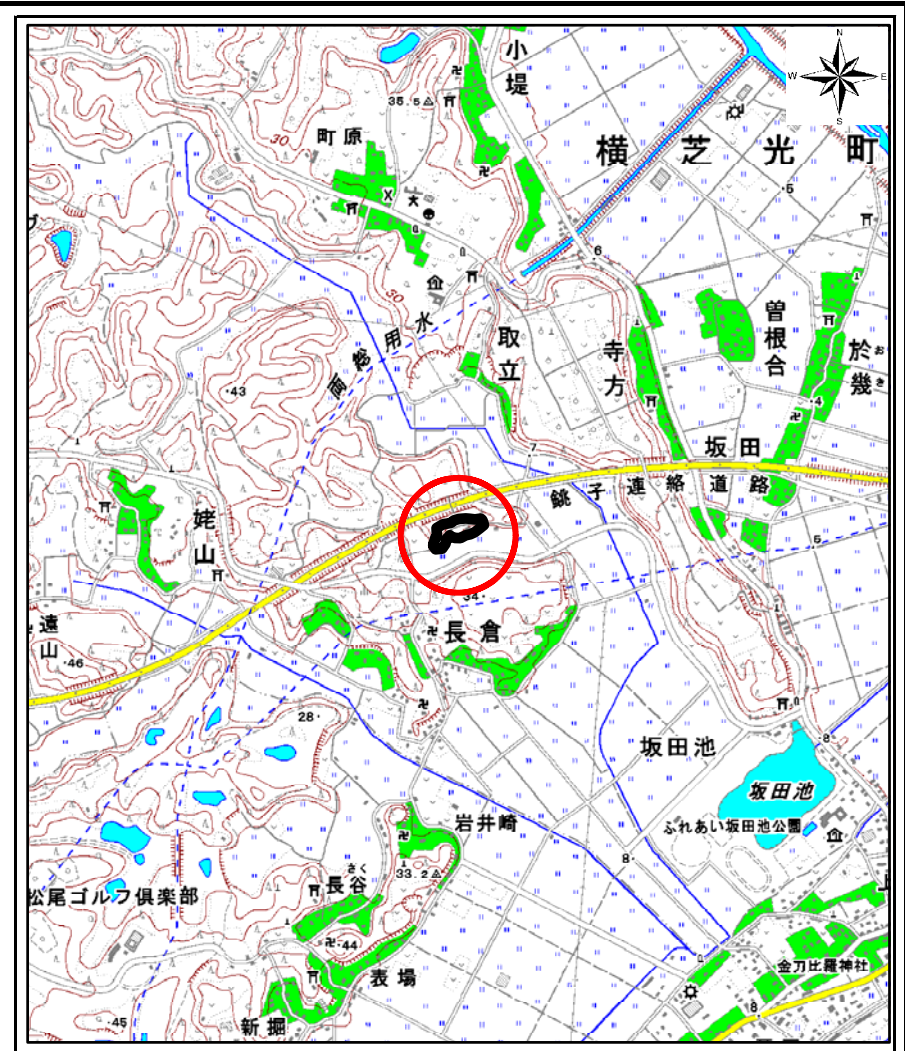 N
W E
S
小堤
35.5
町原
30
横芝光町
5
6
30
両総用水
取立
寺方
曽根合
於幾
おき
43
4
坂田
7
銚子連絡道路
姥山
5
34
長倉
遠山
46
28
坂田池
8
坂田池
ふれあい坂田池公園
岩井崎
8
さく
長谷
33.2
松尾ゴルフ倶楽部
44
表場
金刀比羅神社
新堀
45
8